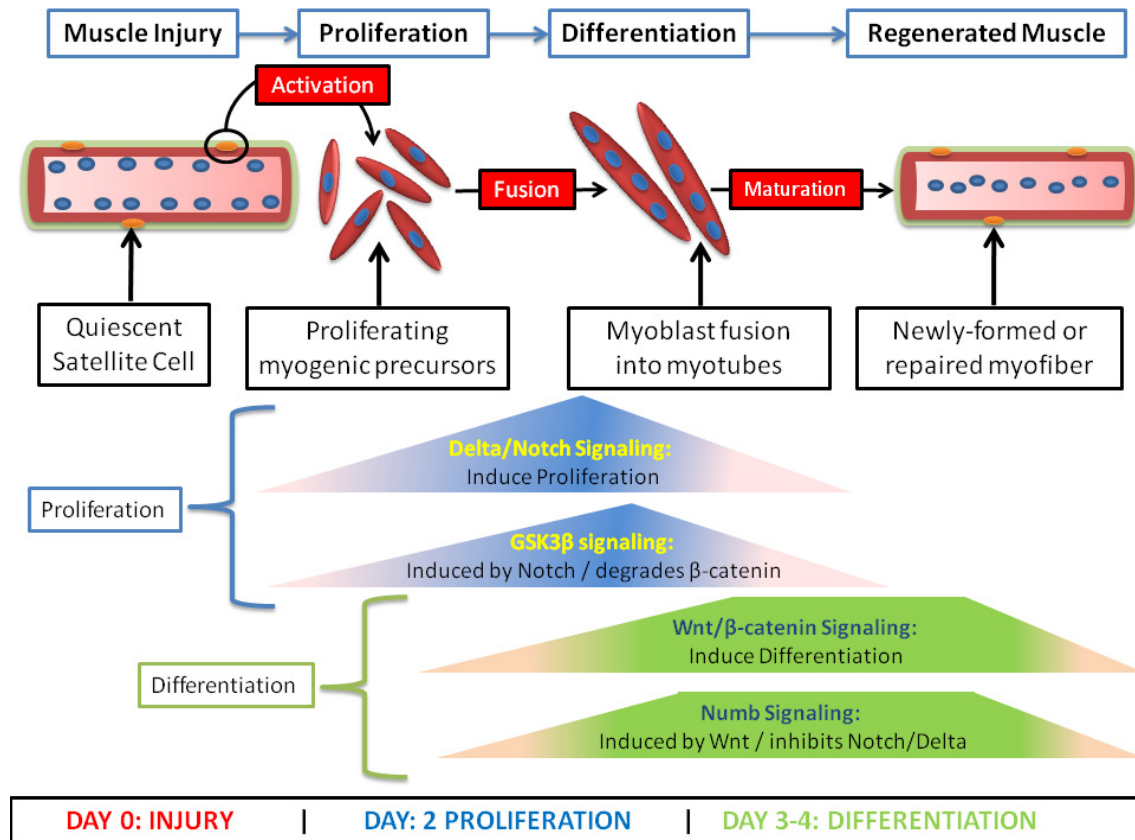 Muscle Injury
Proliferation
Differentiation
Regenerated Muscle
Activation
Fusion
Maturation
Quiescent
Satellite Cell
Proliferating
myogenic precursors
Myoblast fusion
into myotubes
Newly-formed or
repaired myofiber
Proliferation
Delta/Notch Signaling:
Induce Proliferation
GSK3β signaling:
Induced by Notch / degrades β-catenin
Differentiation
Wnt/β-catenin Signaling:
Induce Differentiation
Numb Signaling:
Induced by Wnt / inhibits Notch/Delta
DAY 0: INJURY | DAY: 2 PROLIFERATION | DAY 3-4: DIFFERENTIATION